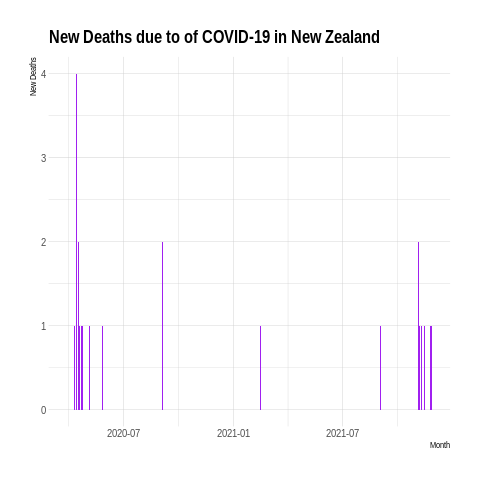 New Deaths due to of COVID-19 in New Zealand
New Deaths
4
3
2
1
0
2020-07
2021-01
2021-07
Month